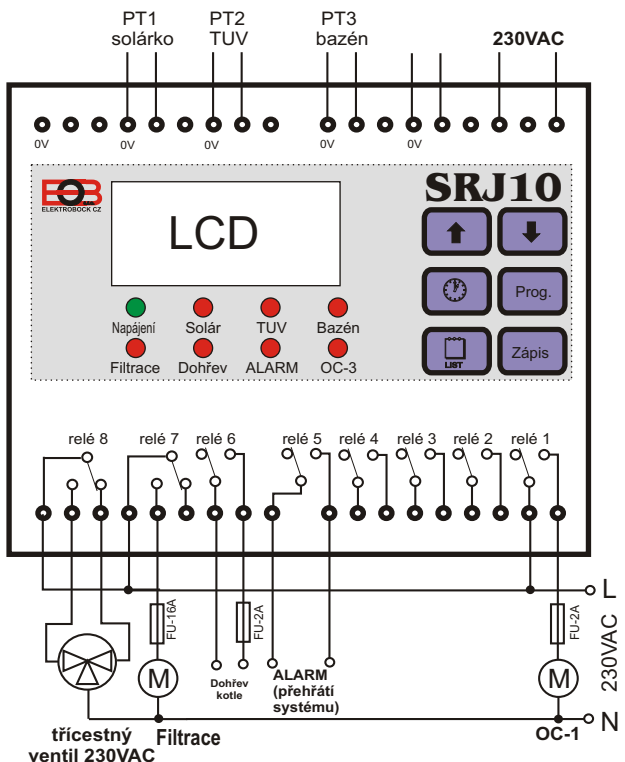 PT1 PT2 PT3
solárko TUV bazén 230VAC
0V 0V 0V 0V 0V
EOB s.r.o. SRJ10
ELEKTROBOCK CZ
LCD
Prog.
Napájení Solár TUV Bazén
Filtrace Dohřev ALARM OC-3
LIST Zápis
relé 8 relé 7 relé 6 relé 5 relé 4 relé 3 relé 2 relé 1
L
FU-16A FU-2A FU-2A
230VAC
M Dohřev kotle ALARM (přehřátí systému) M
N
třícestný ventil 230VAC Filtrace OC-1